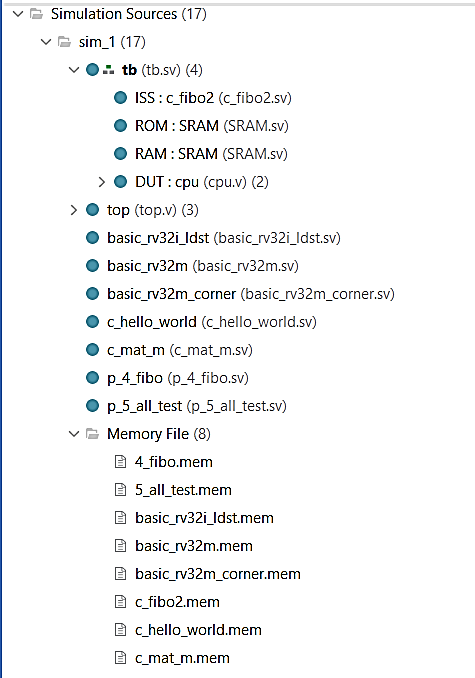 Simulation Sources (17)
sim_1 (17)
tb (tb.sv) (4)
ISS : c_fibo2 (c_fibo2.sv)
ROM : SRAM (SRAM.sv)
RAM : SRAM (SRAM.sv)
DUT : cpu (cpu.v) (2)
top (top.v) (3)
basic_rv32i_ldst (basic_rv32i_ldst.sv)
basic_rv32m (basic_rv32m.sv)
basic_rv32m_corner (basic_rv32m_corner.sv)
c_hello_world (c_hello_world.sv)
c_mat_m (c_mat_m.sv)
p_4_fibo (p_4_fibo.sv)
p_5_all_test (p_5_all_test.sv)
Memory File (8)
4_fibo.mem
5_all_test.mem
basic_rv32i_ldst.mem
basic_rv32m.mem
basic_rv32m_corner.mem
c_fibo2.mem
c_hello_world.mem
c_mat_m.mem